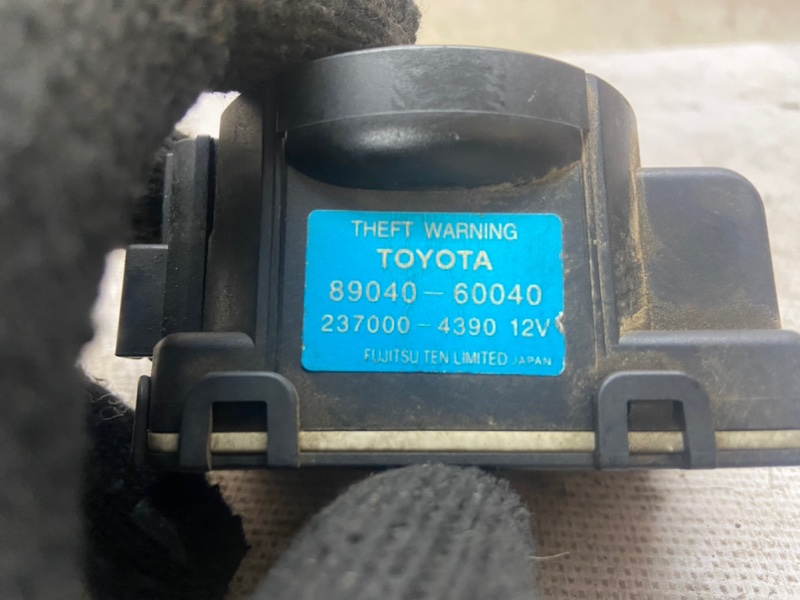 THEFT WARNING
TOYOTA
89040-60040
237000-4390 12V
FUJITSU TEN LIMITED JAPAN